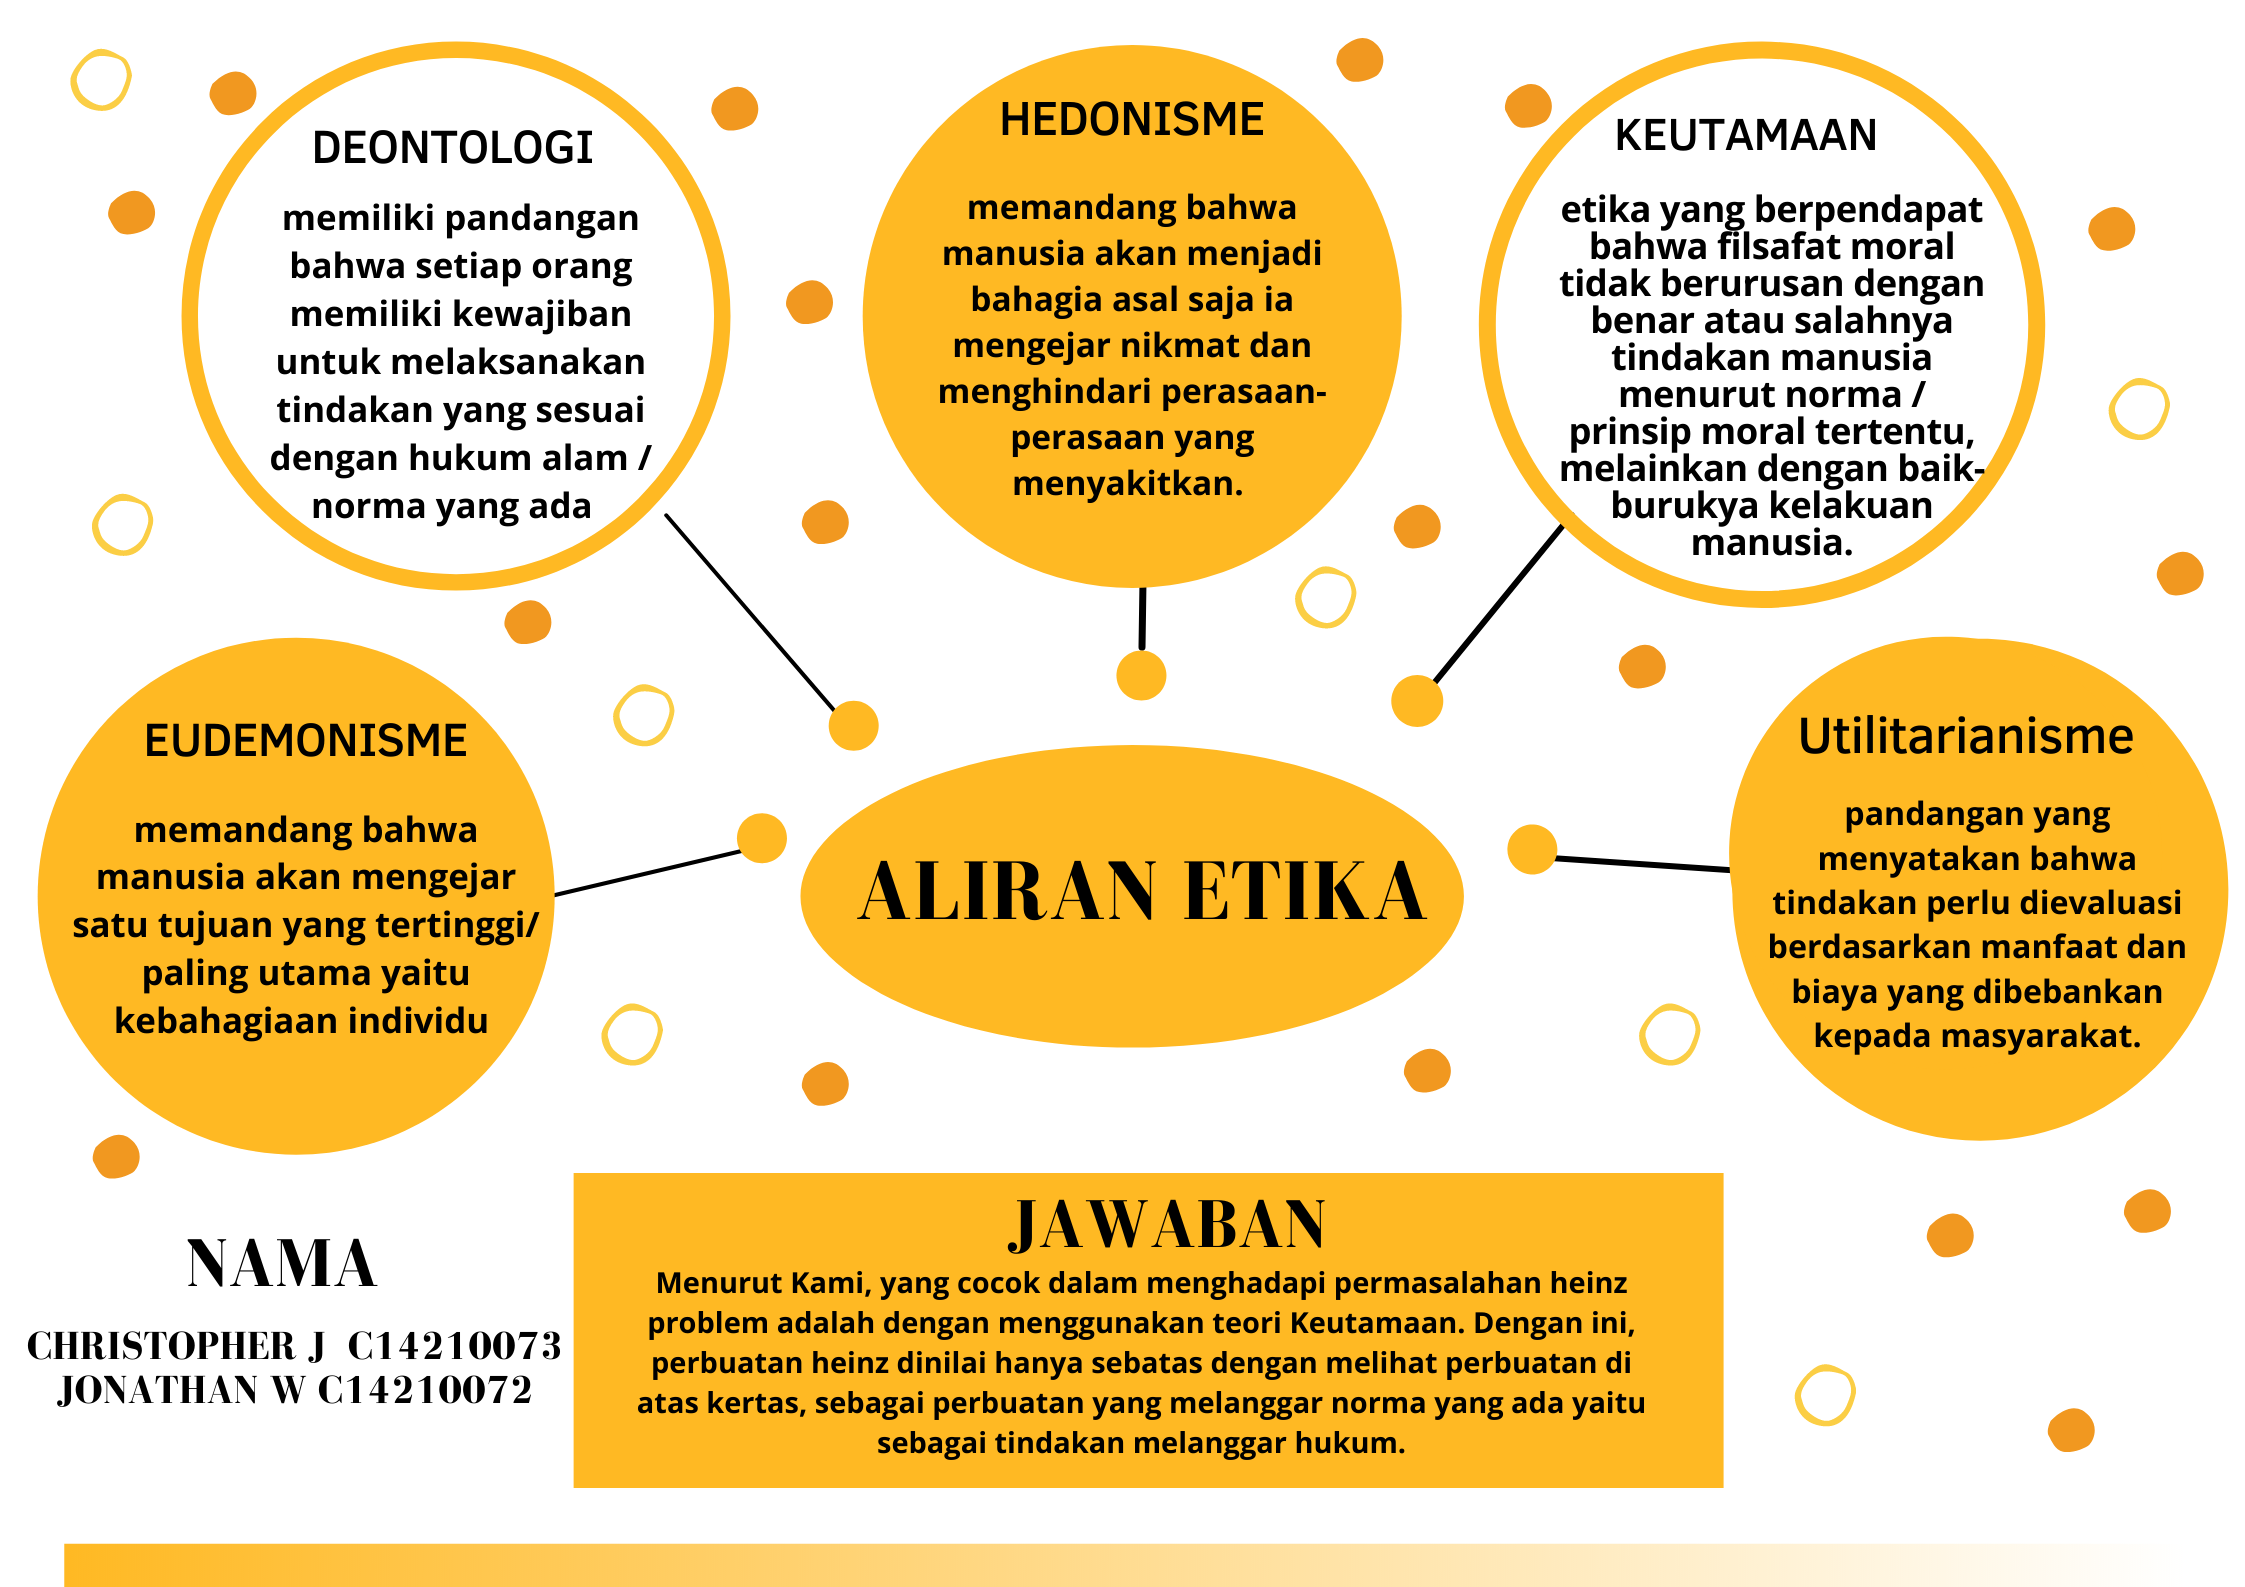 DEONTOLOGI
memiliki pandangan
bahwa setiap orang
memiliki kewajiban
untuk melaksanakan
tindakan yang sesuai
dengan hukum alam /
norma yang ada
HEDONISME
memandang bahwa
manusia akan menjadi
bahagia asal saja ia
mengejar nikmat dan
menghindari perasaan-
perasaan yang
menyakitkan.
KEUTAMAAN
etika yang berpendapat
bahwa filsafat moral
tidak berurusan dengan
benar atau salahnya
tindakan manusia
menurut norma /
prinsip moral tertentu,
melainkan dengan baik-
burukya kelakuan
manusia.
EUDEMONISME
memandang bahwa
manusia akan mengejar
satu tujuan yang tertinggi/
paling utama yaitu
kebahagiaan individu
ALIRAN ETIKA
Utilitarianisme
pandangan yang
menyatakan bahwa
tindakan perlu dievaluasi
berdasarkan manfaat dan
biaya yang dibebankan
kepada masyarakat.
NAMA
CHRISTOPHER J C14210073
JONATHAN W C14210072
JAWABAN
Menurut Kami, yang cocok dalam menghadapi permasalahan heinz
problem adalah dengan menggunakan teori Keutamaan. Dengan ini,
perbuatan heinz dinilai hanya sebatas dengan melihat perbuatan di
atas kertas, sebagai perbuatan yang melanggar norma yang ada yaitu
sebagai tindakan melanggar hukum.